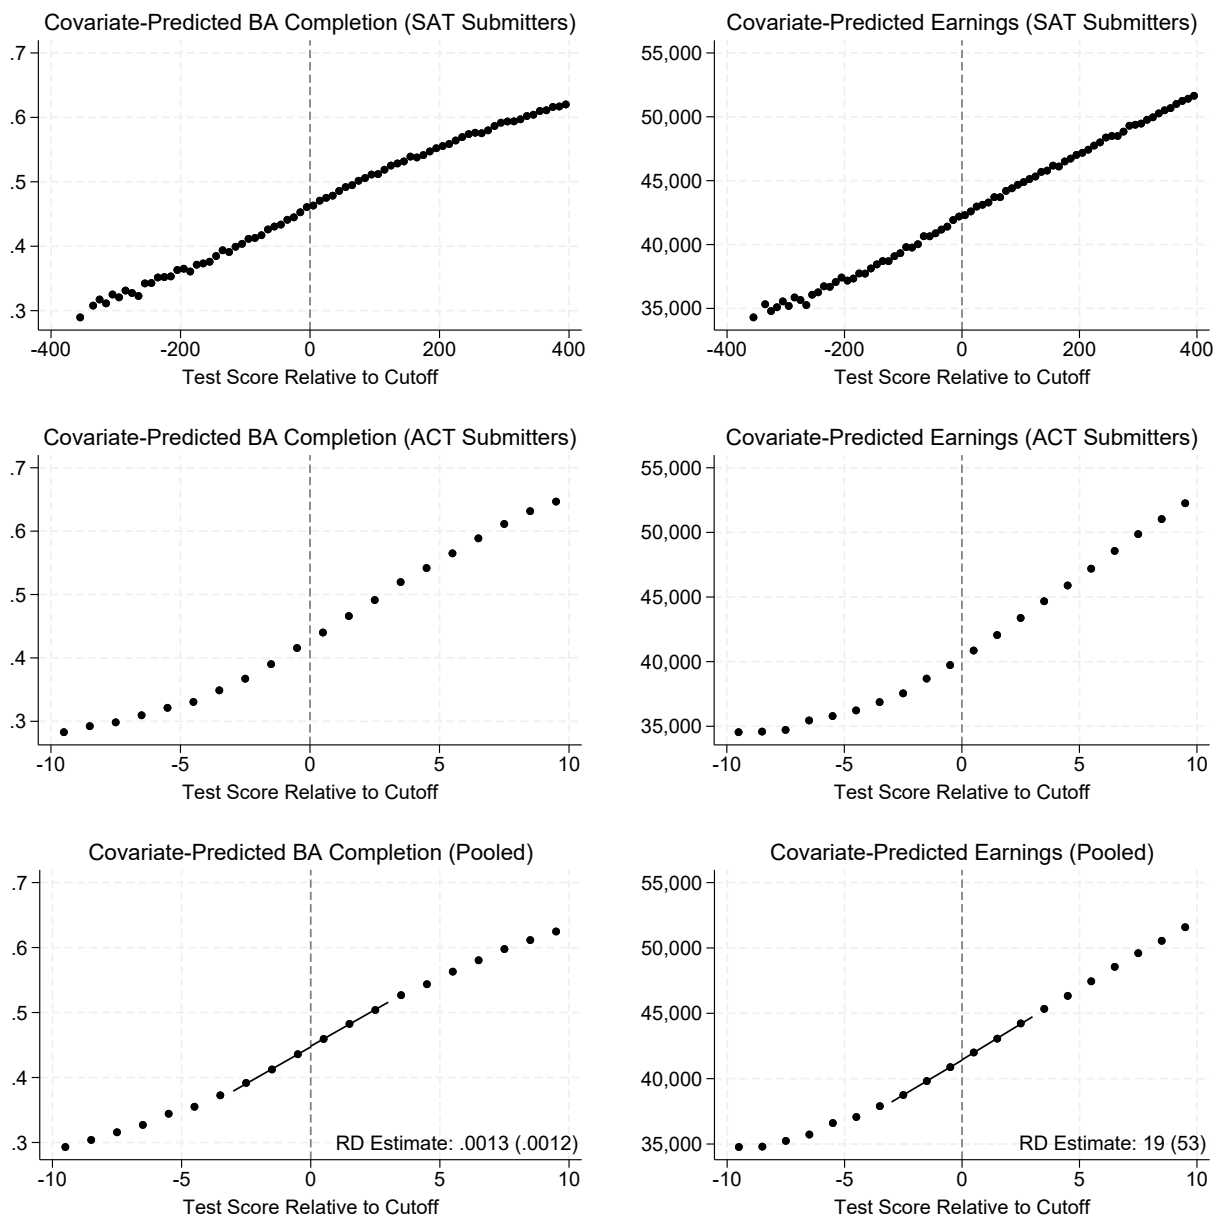 Covariate-Predicted BA Completion (SAT Submitters)
.7
.6
.5
.4
.3
-400 -200 0 200 400
Test Score Relative to Cutoff
Covariate-Predicted Earnings (SAT Submitters)
55,000
50,000
45,000
40,000
35,000
-400 -200 0 200 400
Test Score Relative to Cutoff
Covariate-Predicted BA Completion (ACT Submitters)
.7
.6
.5
.4
.3
-10 -5 0 5 10
Test Score Relative to Cutoff
Covariate-Predicted Earnings (ACT Submitters)
55,000
50,000
45,000
40,000
35,000
-10 -5 0 5 10
Test Score Relative to Cutoff
Covariate-Predicted BA Completion (Pooled)
.7
.6
.5
.4
.3
RD Estimate: .0013 (.0012)
-10 -5 0 5 10
Test Score Relative to Cutoff
Covariate-Predicted Earnings (Pooled)
55,000
50,000
45,000
40,000
35,000
RD Estimate: 19 (53)
-10 -5 0 5 10
Test Score Relative to Cutoff